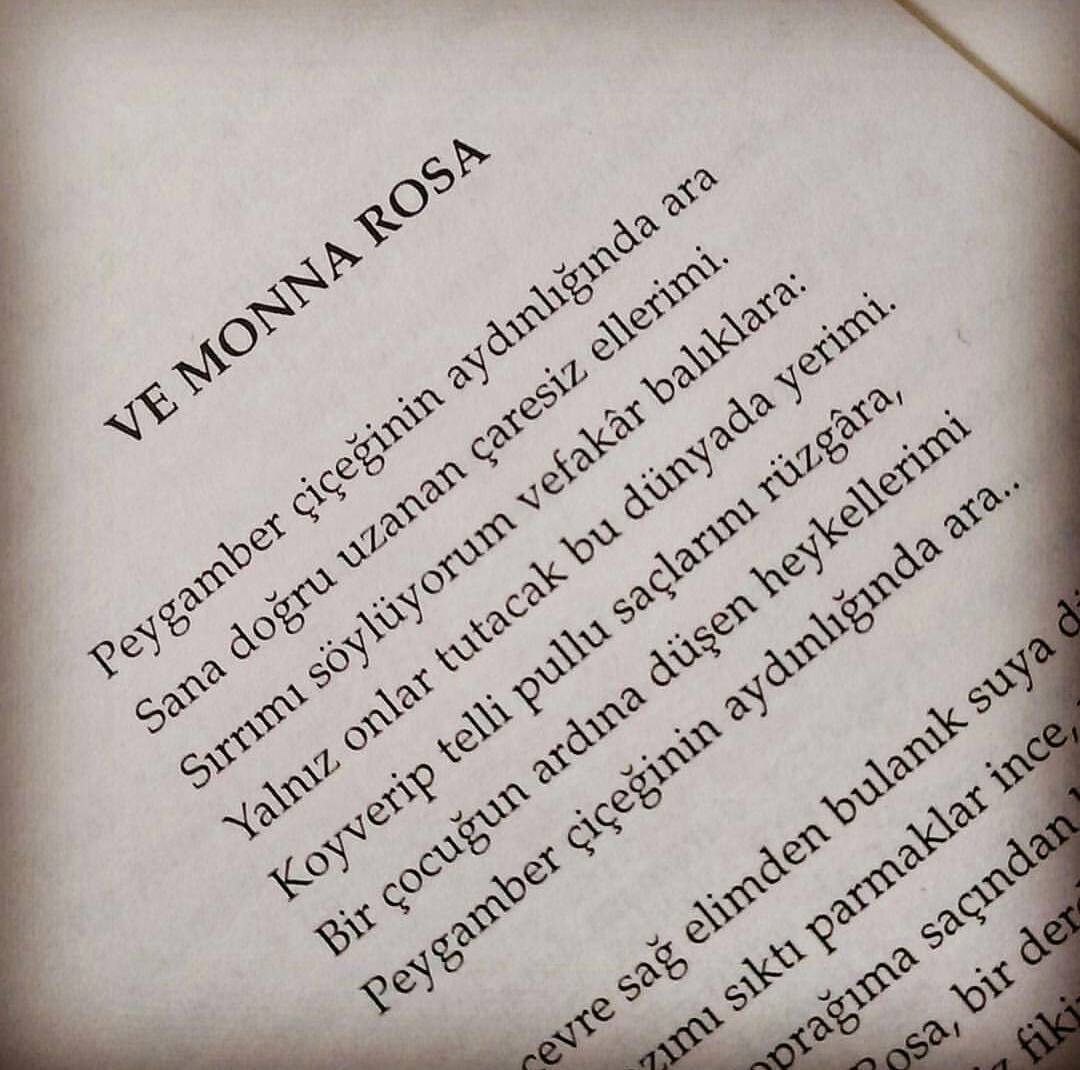 VE MONNA ROSA
Peygamber çiçeğinin aydınlığında ara
Sana doğru uzanan çaresiz ellerimi.
Sırrımı söylüyorum vefakâr balıklara:
Yalnız onlar tutacak bu dünyada yerimi.
Koyverip telli pullu saçlarını rüzgâra,
Bir çocuğun ardına düşen heykellerimi
Peygamber çiçeğinin aydınlığında ara..
sağ elimden bulanık suya
sıktı parmaklar ince,
saçından
Rosa, bir